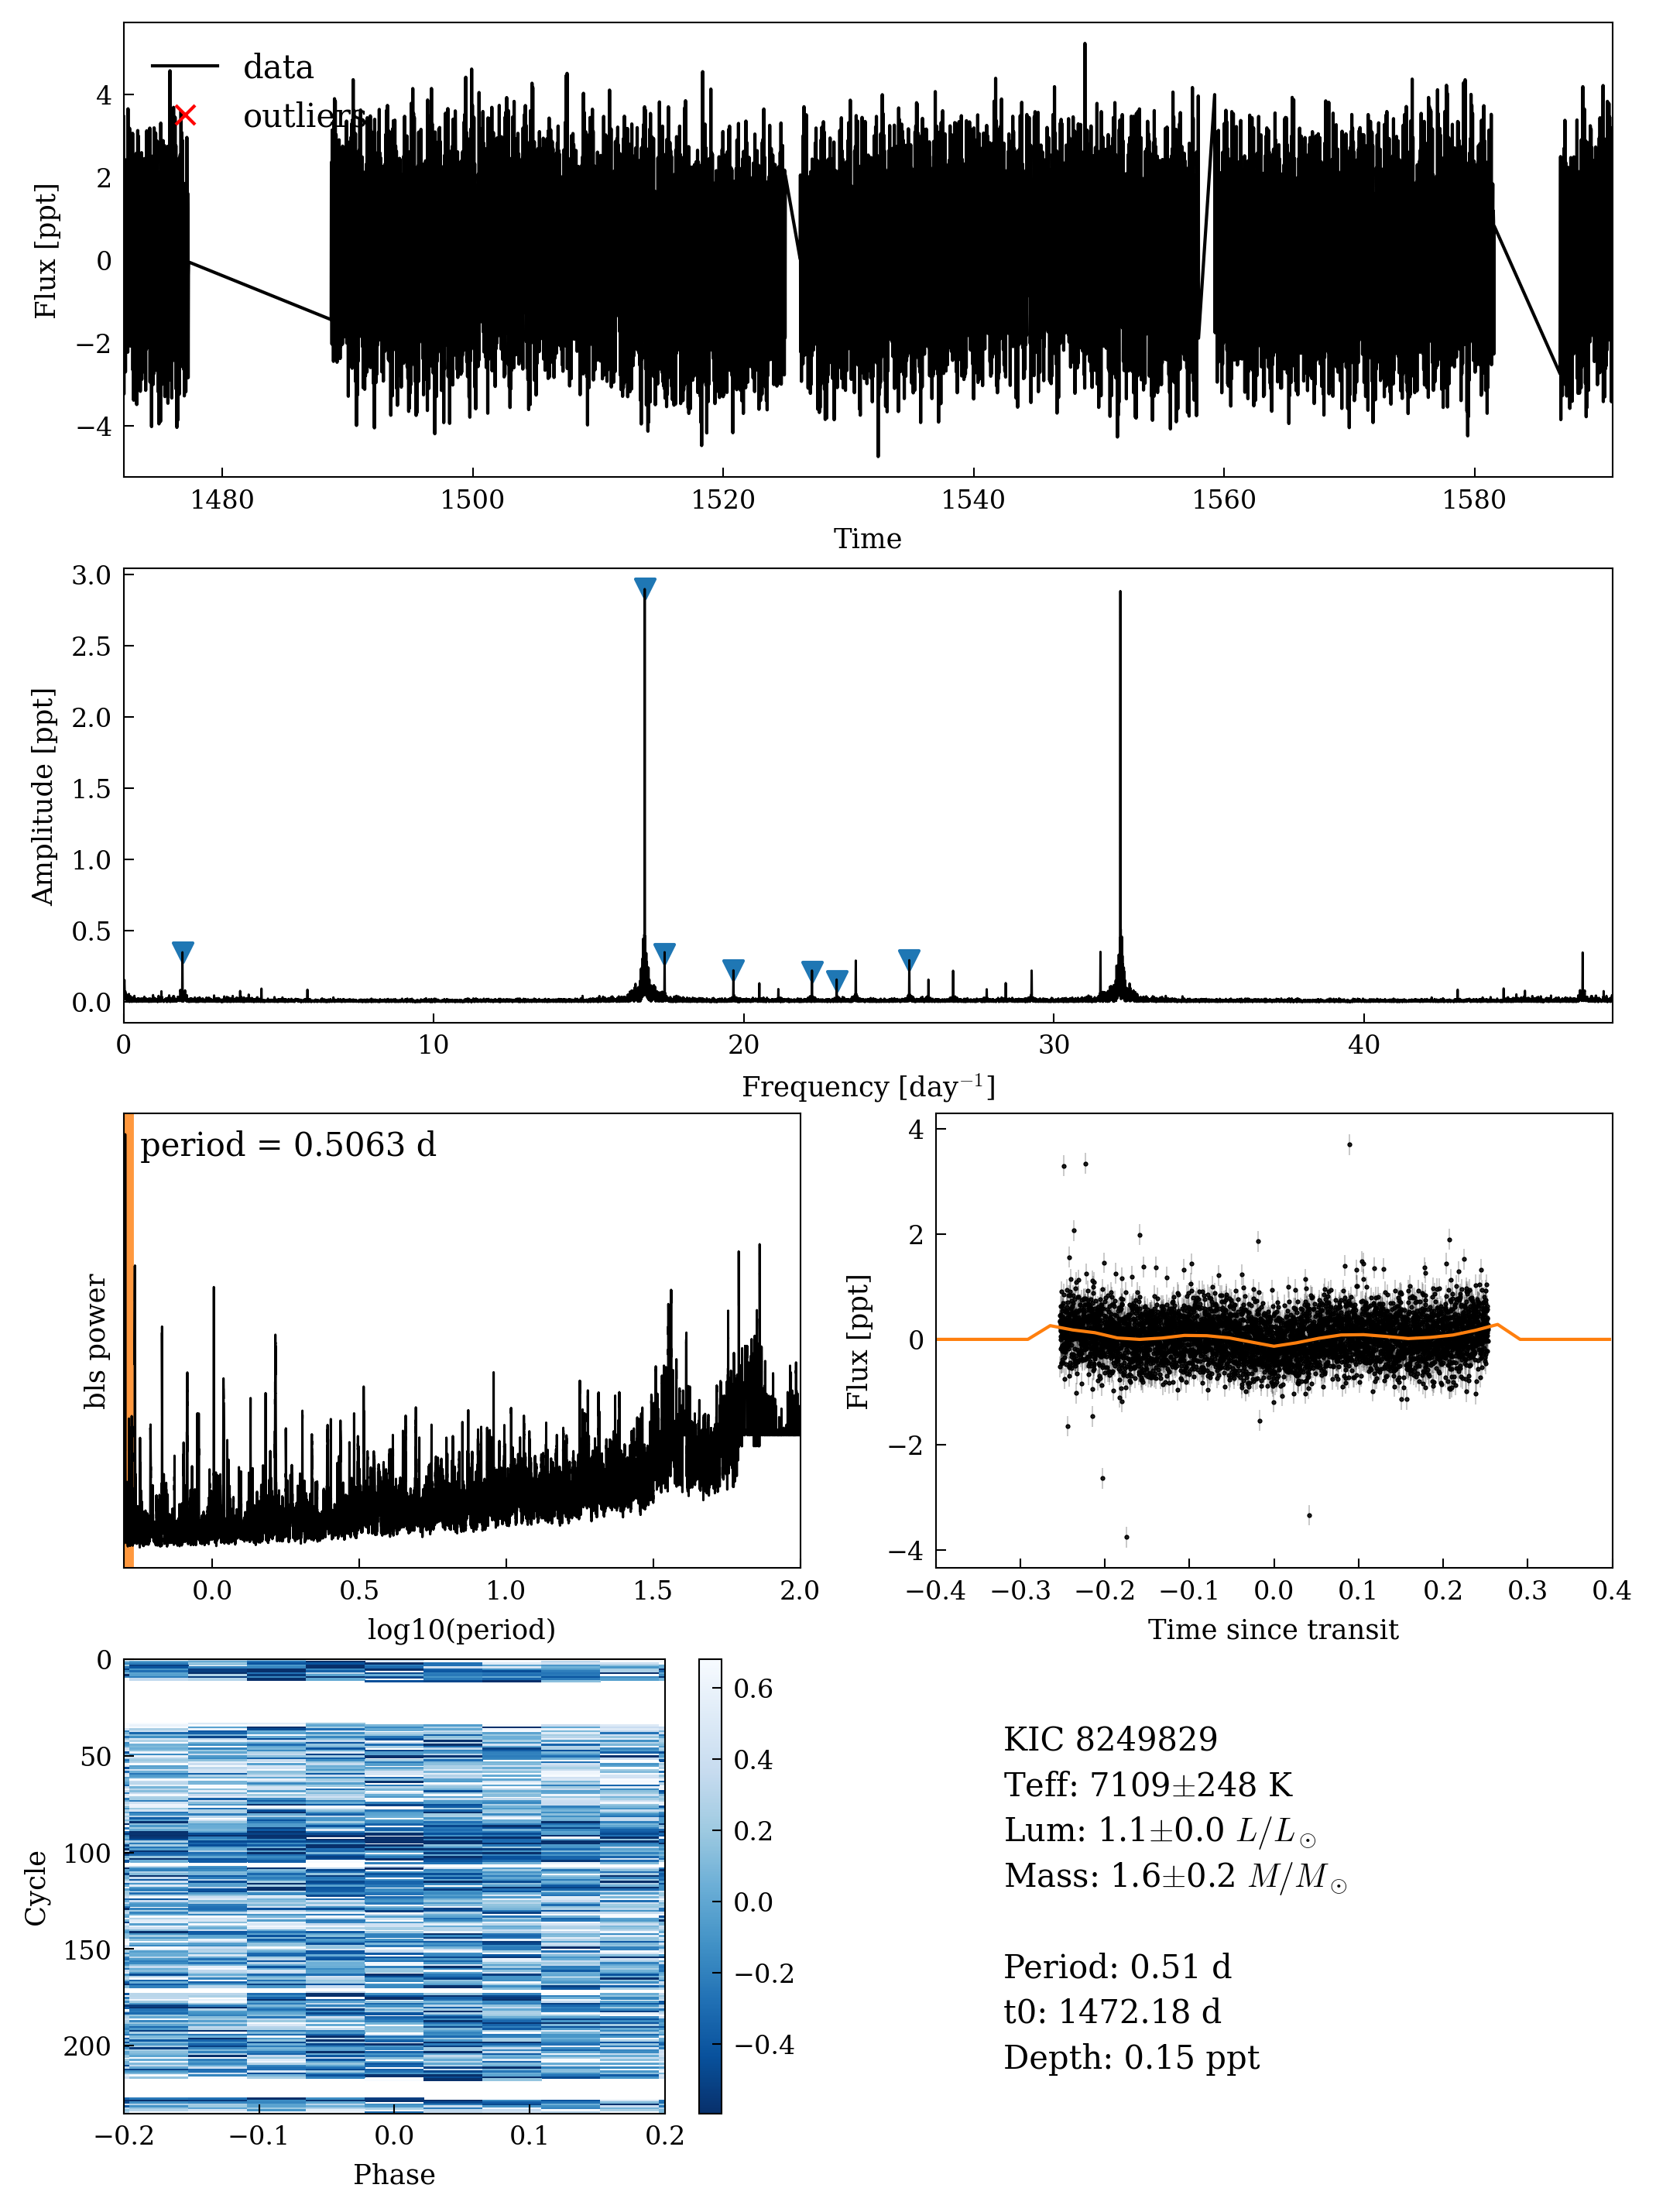 data
outliers
4
2
0
−2
−4
Flux [ppt]
1480 1500 1520 1540 1560 1580
Time
3.0
2.5
2.0
1.5
1.0
0.5
0.0
Amplitude [ppt]
0 10 20 30 40
Frequency [day⁻¹]
period = 0.5063 d
bls power
0.0 0.5 1.0 1.5 2.0
log10(period)
4
2
0
−2
−4
Flux [ppt]
−0.4 −0.3 −0.2 −0.1 0.0 0.1 0.2 0.3 0.4
Time since transit
0
50
100
150
200
Cycle
−0.2 −0.1 0.0 0.1 0.2
Phase
0.6
0.4
0.2
0.0
−0.2
−0.4
KIC 8249829
Teff: 7109±248 K
Lum: 1.1±0.0 L/L⊙
Mass: 1.6±0.2 M/M⊙
Period: 0.51 d
t0: 1472.18 d
Depth: 0.15 ppt